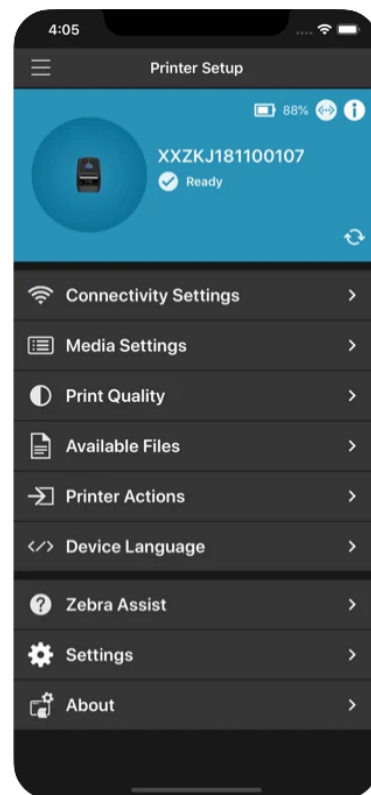 4:05
Printer Setup
88%
XXZKJ181100107
Ready
Connectivity Settings
Media Settings
Print Quality
Available Files
Printer Actions
Device Language
Zebra Assist
Settings
About